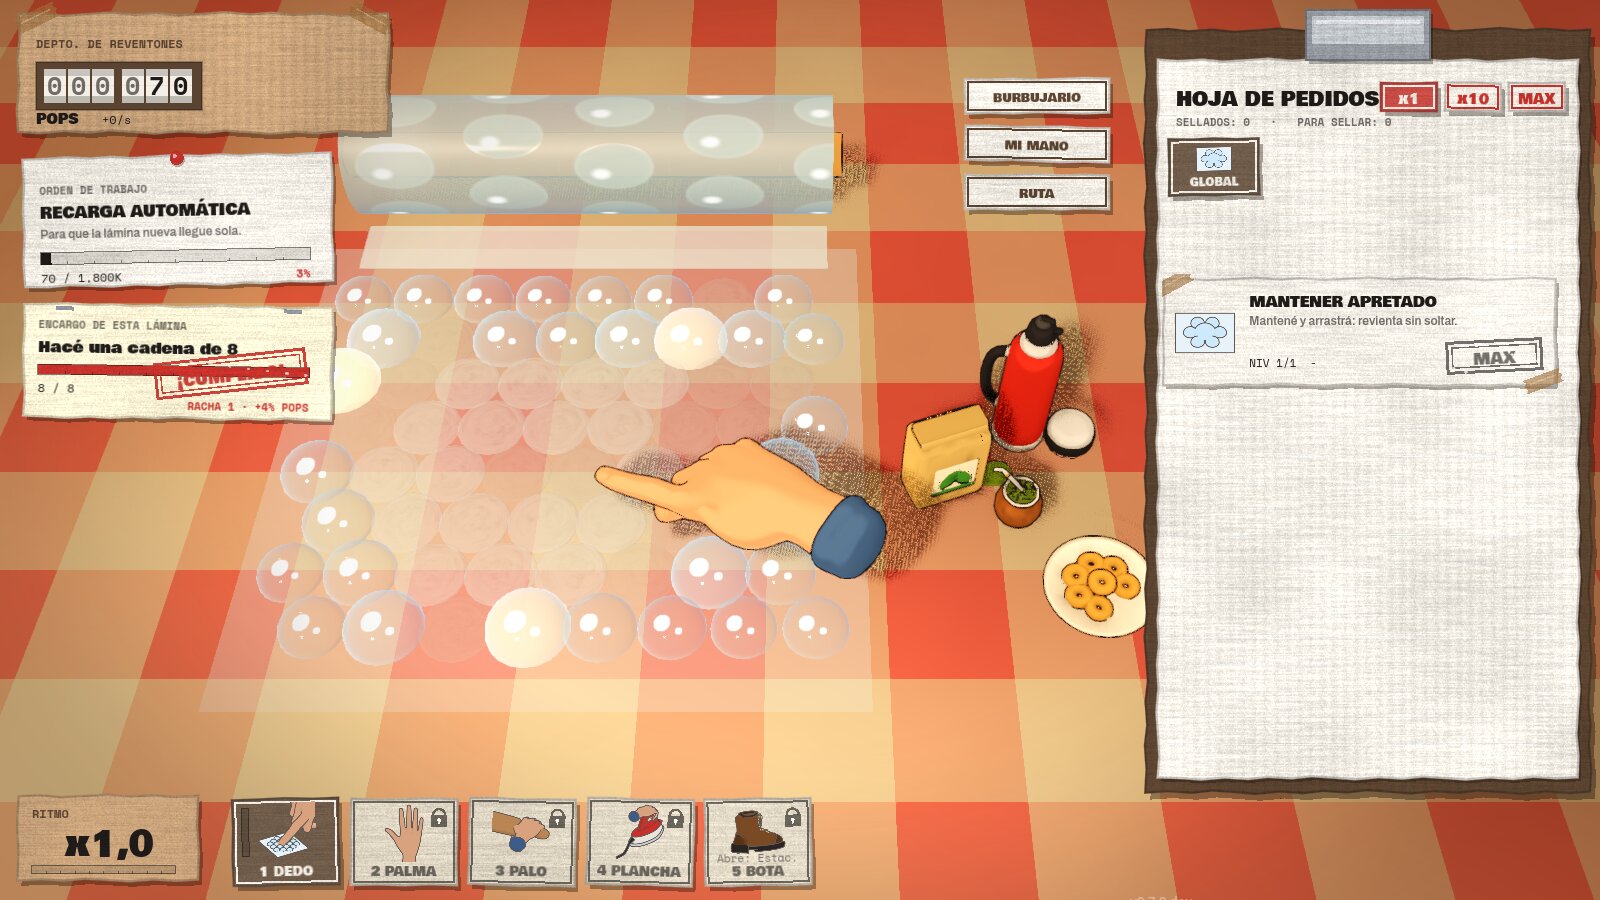 DEPTO. DE REVENTONES
000070
POPS +0/s
ORDEN DE TRABAJO
RECARGA AUTOMÁTICA
Para que la lámina nueva llegue sola.
70 / 1.800K 3%
ENCARGO DE ESTA LÁMINA
Hacé una cadena de 8
8 / 8
RACHA 1 · +4% POPS
BURBUJARIO
MI MANO
RUTA
HOJA DE PEDIDOS
x1
x10
MAX
SELLADOS: 0 · PARA SELLAR: 0
GLOBAL
MANTENER APRETADO
Mantené y arrastrá: revienta sin soltar.
NIV 1/1 -
MAX
RITMO
x1,0
1 DEDO
2 PALMA
3 PALO
4 PLANCHA
Abre: Estac.
5 BOTA